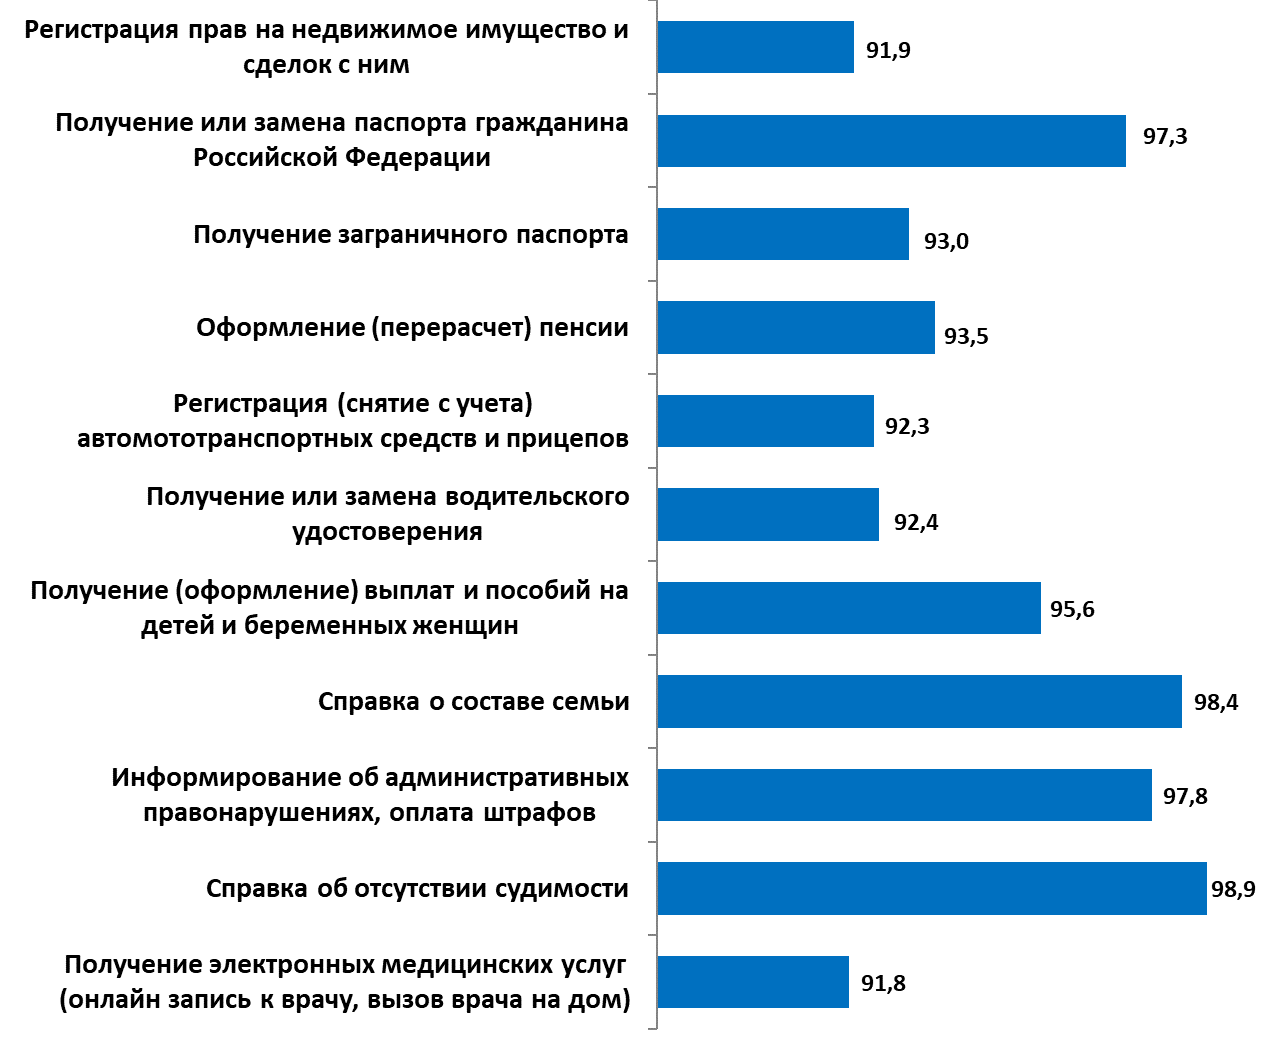 Регистрация прав на недвижимое имущество и
сделок с ним
91,9
Получение или замена паспорта гражданина
Российской Федерации
97,3
Получение заграничного паспорта
93,0
Оформление (перерасчет) пенсии
93,5
Регистрация (снятие с учета)
автомототранспортных средств и прицепов
92,3
Получение или замена водительского
удостоверения
92,4
Получение (оформление) выплат и пособий на
детей и беременных женщин
95,6
Справка о составе семьи
98,4
Информирование об административных
правонарушениях, оплата штрафов
97,8
Справка об отсутствии судимости
98,9
Получение электронных медицинских услуг
(онлайн запись к врачу, вызов врача на дом)
91,8